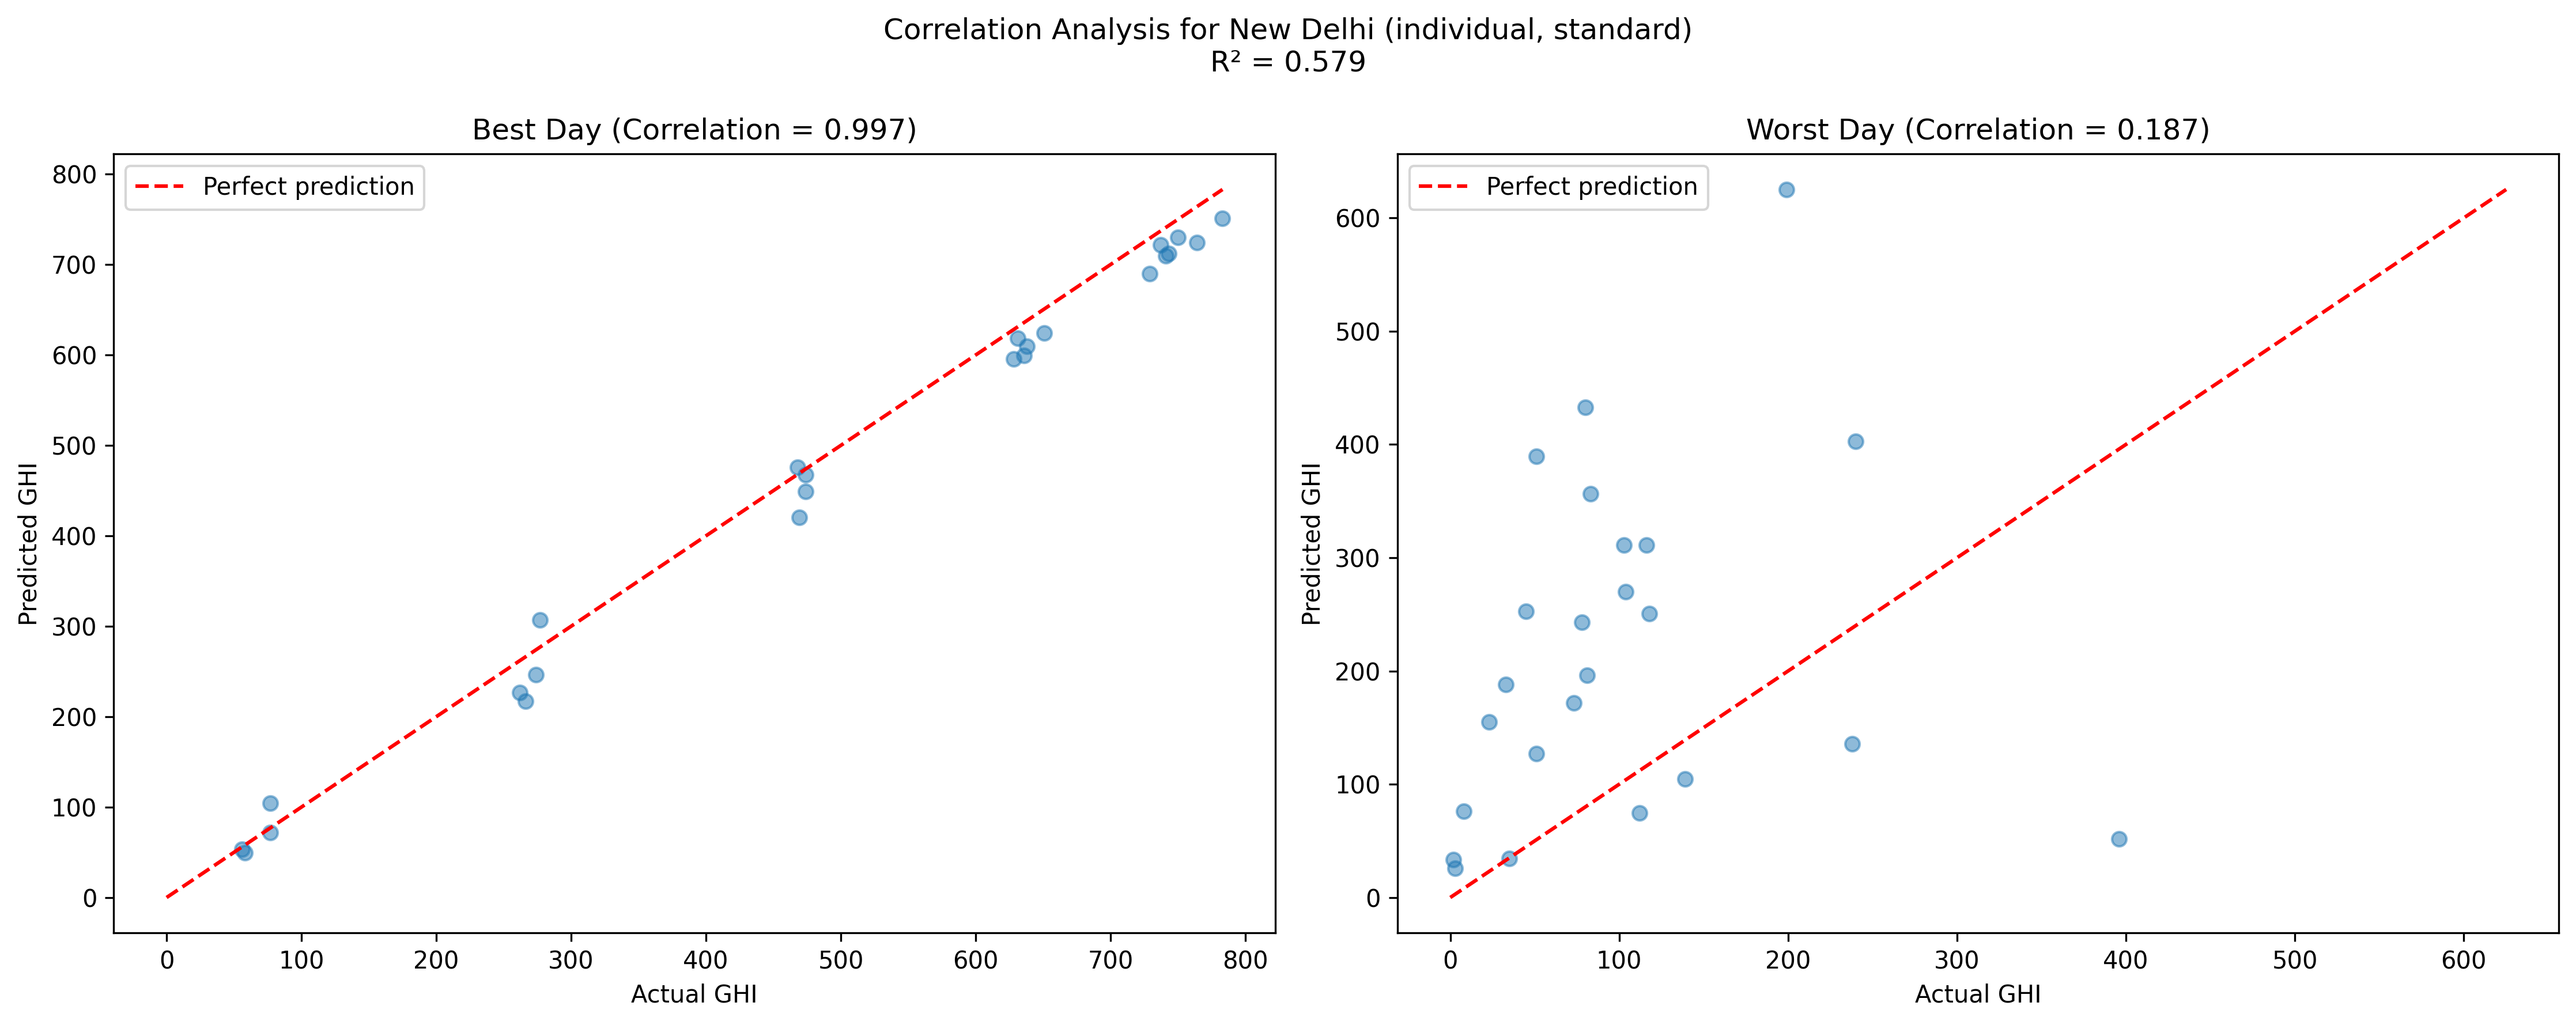 Correlation Analysis for New Delhi (individual, standard)
R² = 0.579
Best Day (Correlation = 0.997)
Perfect prediction
800
700
600
500
400
300
200
100
0
Predicted GHI
0 100 200 300 400 500 600 700 800
Actual GHI
Worst Day (Correlation = 0.187)
Perfect prediction
600
500
400
300
200
100
0
Predicted GHI
0 100 200 300 400 500 600
Actual GHI